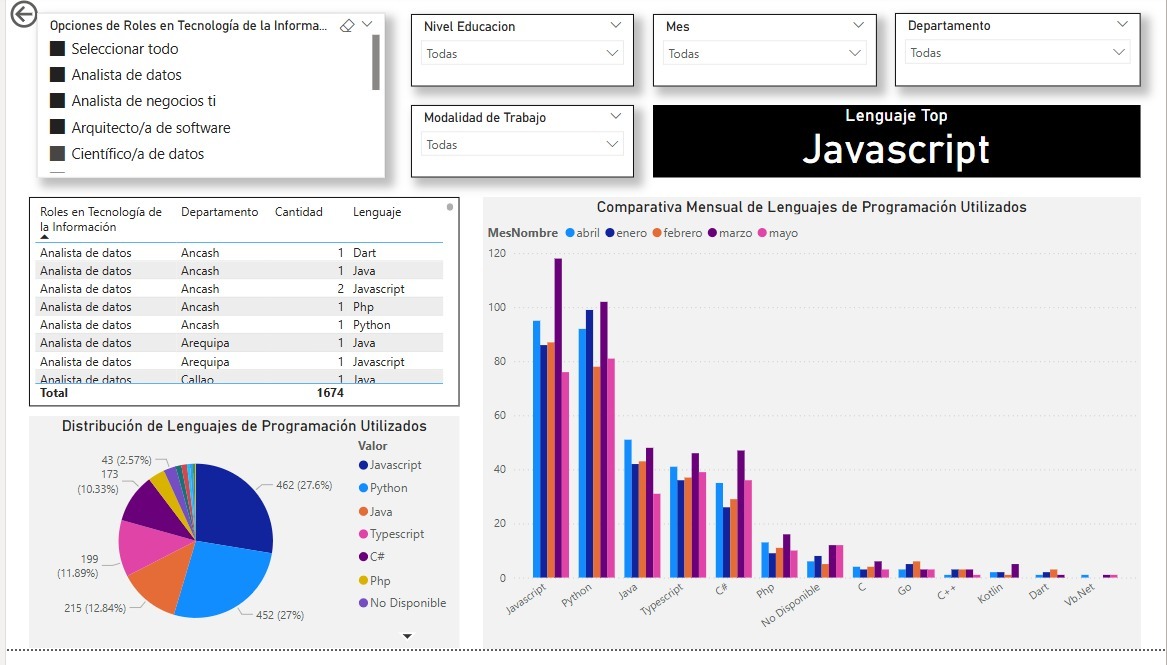 Opciones de Roles en Tecnología de la Informa...
Seleccionar todo
Analista de datos
Analista de negocios ti
Arquitecto/a de software
Científico/a de datos
Nivel Educacion
Todas
Mes
Todas
Departamento
Todas
Modalidad de Trabajo
Todas
Lenguaje Top
Javascript
Roles en Tecnología de la Información Departamento Cantidad Lenguaje
Analista de datos Ancash 1 Dart
Analista de datos Ancash 1 Java
Analista de datos Ancash 2 Javascript
Analista de datos Ancash 1 Php
Analista de datos Ancash 1 Python
Analista de datos Arequipa 1 Java
Analista de datos Arequipa 1 Javascript
Analista de datos Callao 1 Java
Total 1674
Distribución de Lenguajes de Programación Utilizados
43 (2.57%)
173
(10.33%)
199
(11.89%)
215 (12.84%)
462 (27.6%)
452 (27%)
Valor
Javascript
Python
Java
Typescript
C#
Php
No Disponible
Comparativa Mensual de Lenguajes de Programación Utilizados
MesNombre abril enero febrero marzo mayo
120
100
80
60
40
20
0
Javascript
Python
Java
Typescript
C#
Php
No Disponible
C
Go
C++
Kotlin
Dart
Vb.Net